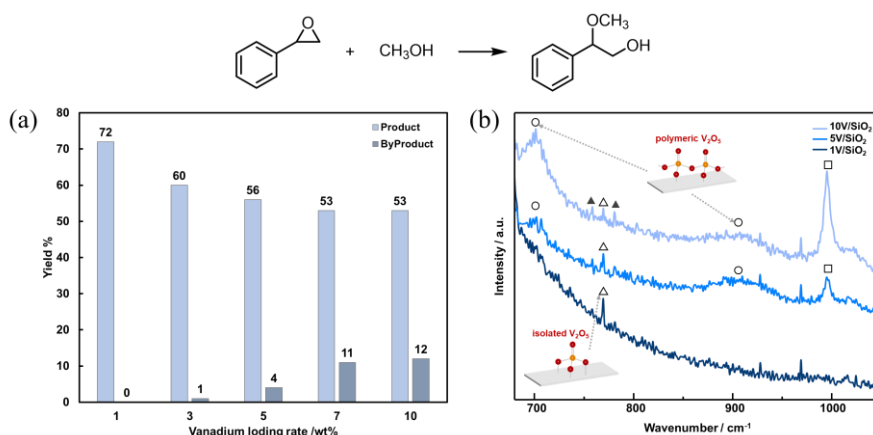 O
OCH₃
+
CH₃OH
OH
(a)
(b)
80
70
60
50
40
30
20
10
0
Yield %
72
60
56
53
53
0
1
4
11
12
Product
ByProduct
1
3
5
7
10
Vanadium loding rate /wt%
Intensity / a.u.
polymeric V₂O₅
10V/SiO₂
5V/SiO₂
1V/SiO₂
isolated V₂O₅
700
800
900
1000
Wavenumber / cm⁻¹